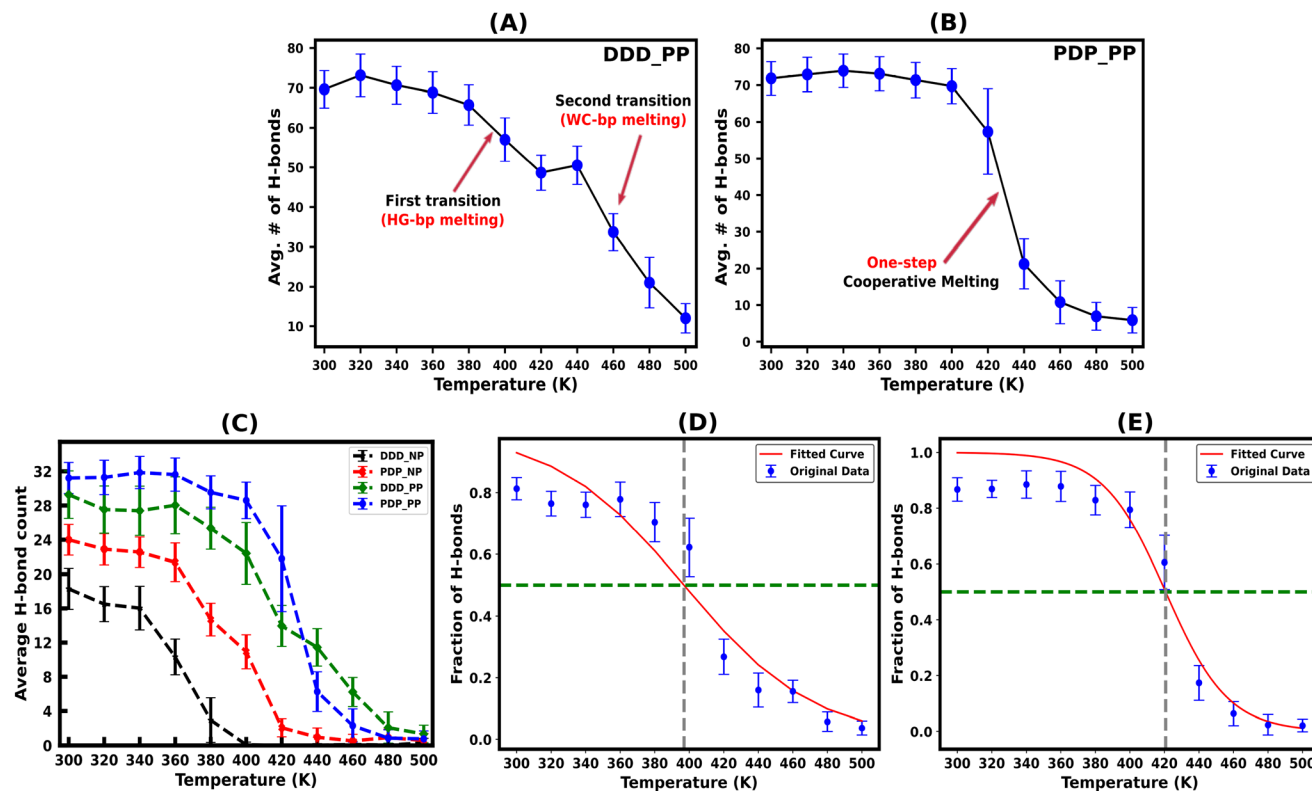 (A)
DDD_PP
Avg. # of H-bonds
80
70
60
50
40
30
20
10
Second transition
(WC-bp melting)
First transition
(HG-bp melting)
300 320 340 360 380 400 420 440 460 480 500
Temperature (K)
(B)
PDP_PP
Avg. # of H-bonds
80
70
60
50
40
30
20
10
0
One-step
Cooperative Melting
300 320 340 360 380 400 420 440 460 480 500
Temperature (K)
(C)
Average H-bond count
32
28
24
20
16
12
8
4
0
DDD_NP
PDP_NP
DDD_PP
PDP_PP
300 320 340 360 380 400 420 440 460 480 500
Temperature (K)
(D)
Fraction of H-bonds
0.8
0.6
0.4
0.2
0.0
Fitted Curve
Original Data
300 320 340 360 380 400 420 440 460 480 500
Temperature (K)
(E)
Fraction of H-bonds
1.0
0.8
0.6
0.4
0.2
0.0
Fitted Curve
Original Data
300 320 340 360 380 400 420 440 460 480 500
Temperature (K)